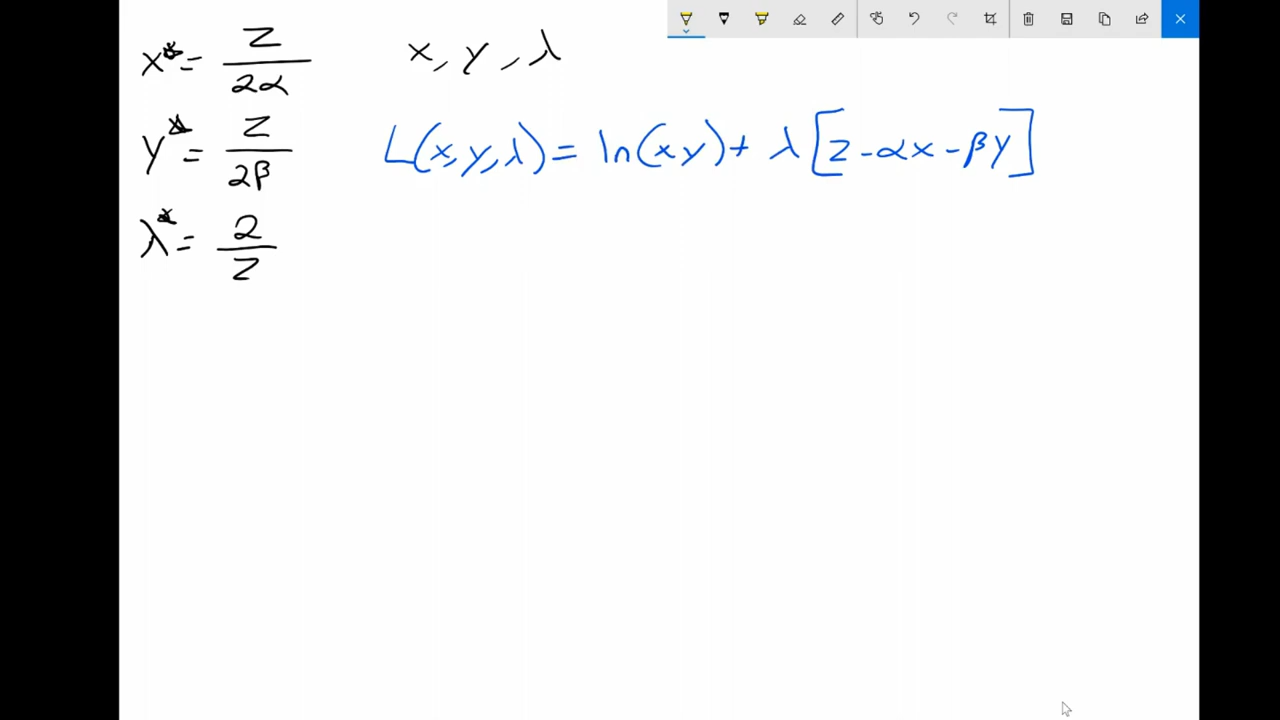 x* = z / 2α
x, y, λ
y* = z / 2β
L(x, y, λ) = ln(xy) + λ[z - αx - βy]
λ* = 2 / z